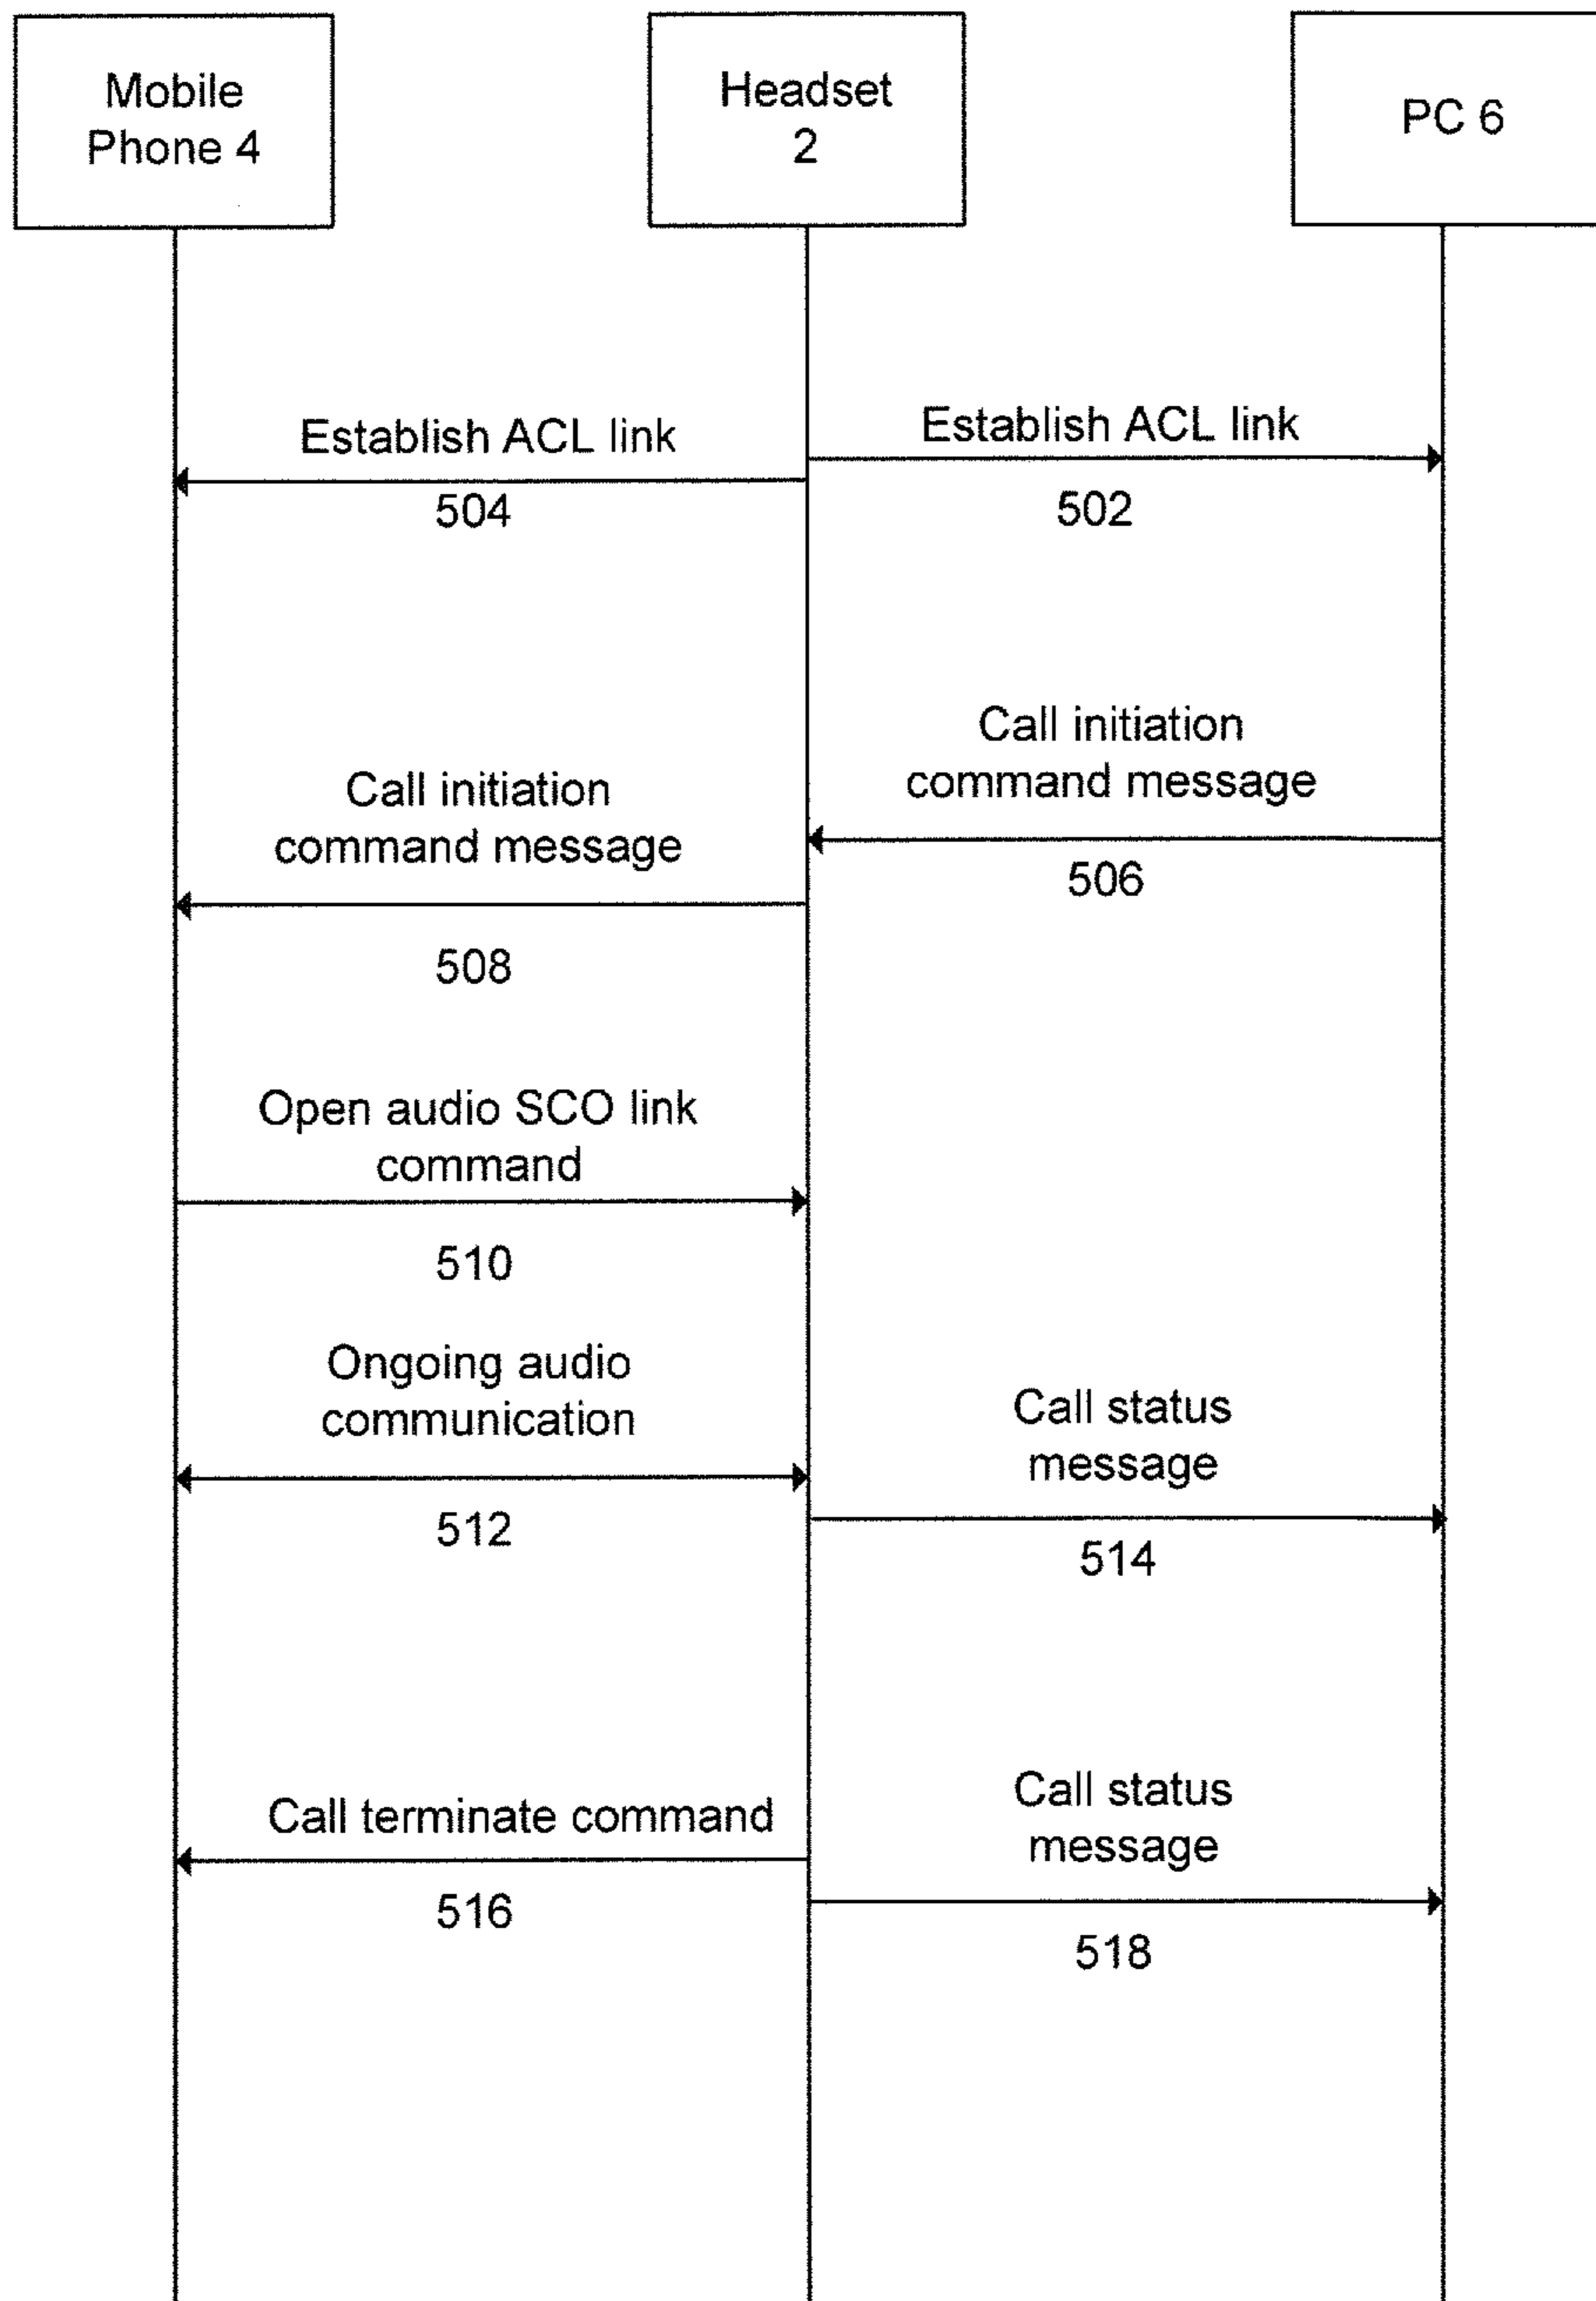 Mobile
Phone 4
Headset
2
PC 6
Establish ACL link
504
Establish ACL link
502
Call initiation
command message
506
Call initiation
command message
508
Open audio SCO link
command
510
Ongoing audio
communication
512
Call status
message
514
Call terminate command
516
Call status
message
518